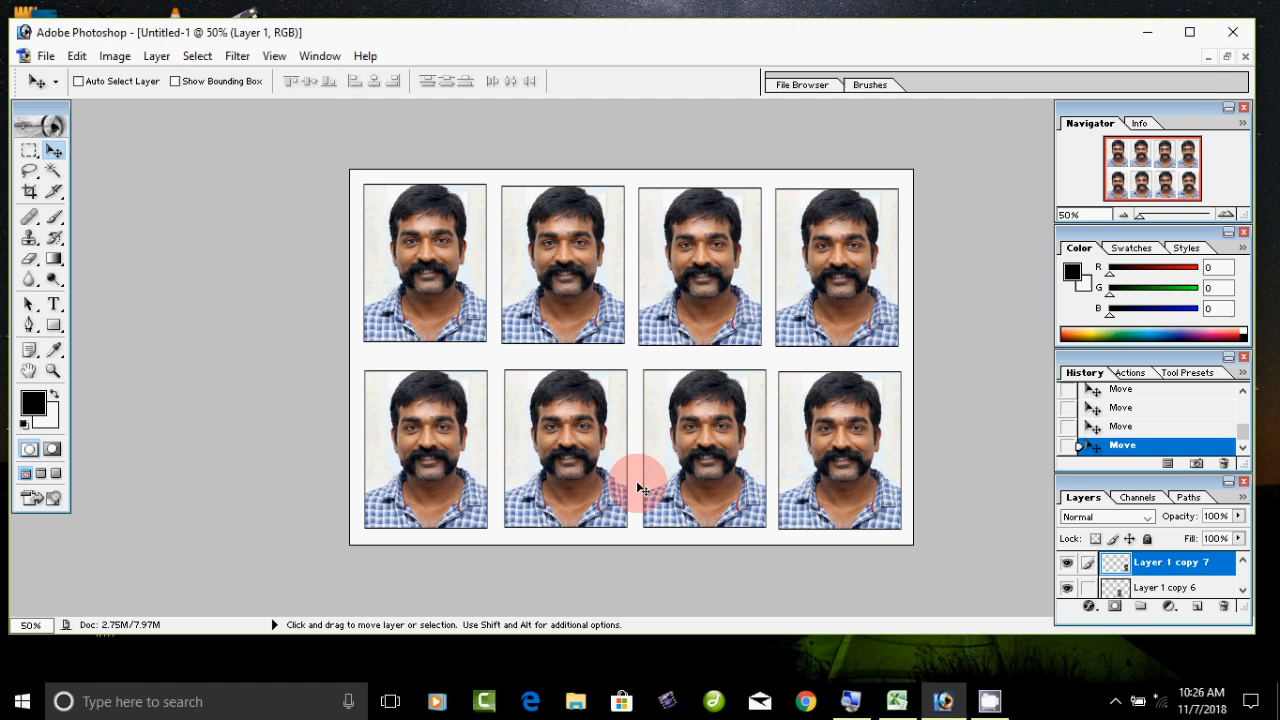 Adobe Photoshop - [Untitled-1 @ 50% (Layer 1, RGB)]
File Edit Image Layer Select Filter View Window Help
Auto Select Layer Show Bounding Box File Browser Brushes
Navigator Info
50%
Color Swatches Styles
R 0
G 0
B 0
History Actions Tool Presets
Move
Move
Move
Move
Layers Channels Paths
Normal Opacity: 100%
Lock: Fill: 100%
Layer 1 copy 7
Layer 1 copy 6
50% Doc: 2.75M/7.97M Click and drag to move layer or selection. Use Shift and Alt for additional options.
Type here to search
10:26 AM
11/7/2018